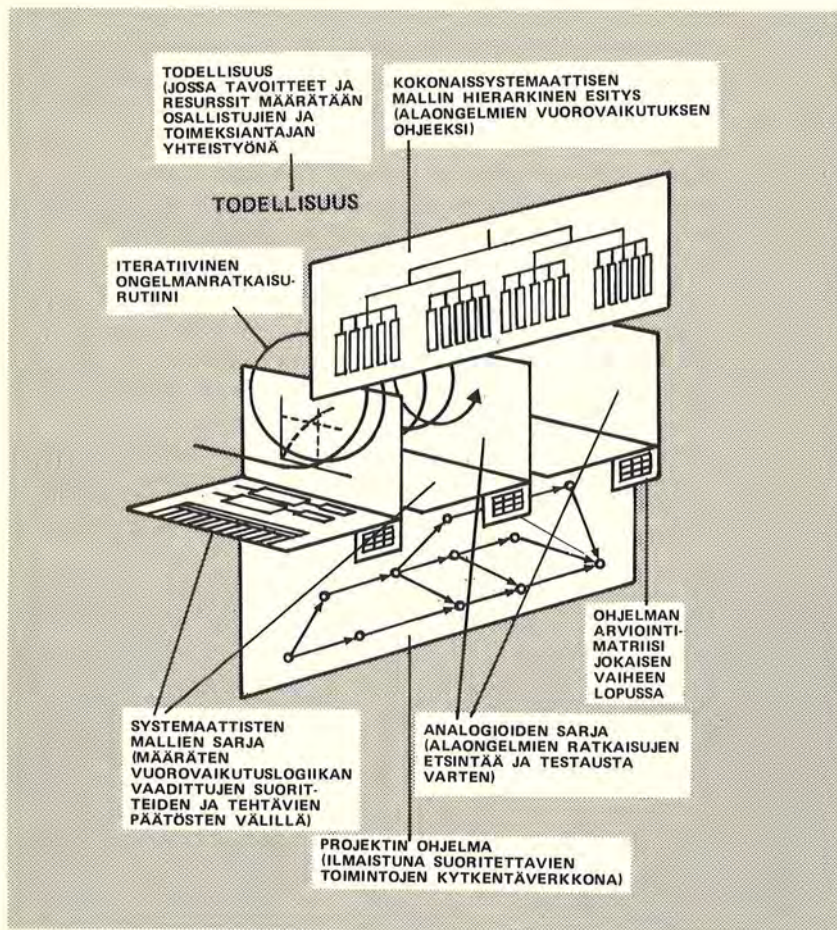 TODELLISUUS
(JOSSA TAVOITTEET JA
RESURSSIT MÄÄRÄTÄÄN
OSALLISTUJIEN JA
TOIMEKSIANTAJAN
YHTEISTYÖNÄ
KOKONAISSYSTEMAATTISEN
MALLIN HIERARKINEN ESITYS
(ALAONGELMIEN VUOROVAIKUTUKSEN
OHJEEKSI)
TODELLISUUS
ITERATIIVINEN
ONGELMANRATKAISU-
RUTIINI
OHJELMAN
ARVIOINTI-
MATRIISI
JOKAISEN
VAIHEEN
LOPUSSA
SYSTEMAATTISTEN
MALLIEN SARJA
(MÄÄRÄTEN
VUOROVAIKUTUSLOGIIKAN
VAADITTUJEN SUORIT-
TEIDEN JA TEHTÄVIEN
PÄÄTÖSTEN VÄLILLÄ)
ANALOGIOIDEN SARJA
(ALAONGELMIEN RATKAISUJEN
ETSINTÄÄ JA TESTAUSTA
VARTEN)
PROJEKTIN OHJELMA
(ILMAISTUNA SUORITETTAVIEN
TOIMINTOJEN KYTKENTÄVERKKONA)